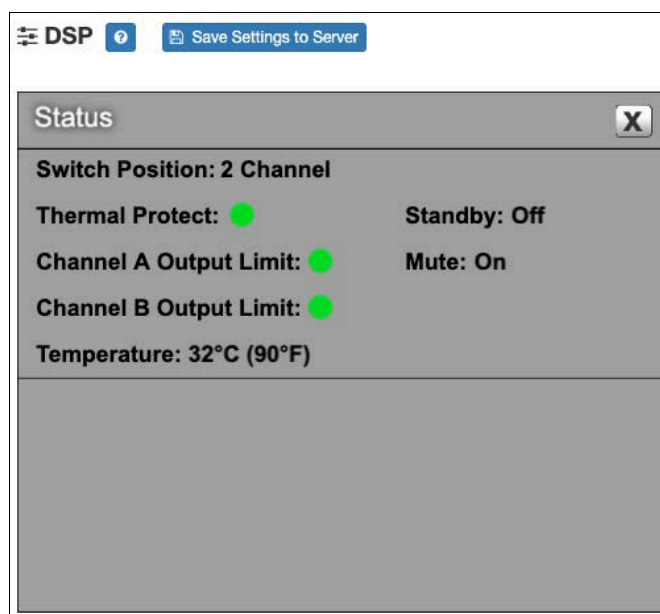 DSP ? Save Settings to Server
Status X
Switch Position: 2 Channel
Thermal Protect: Standby: Off
Channel A Output Limit: Mute: On
Channel B Output Limit:
Temperature: 32°C (90°F)